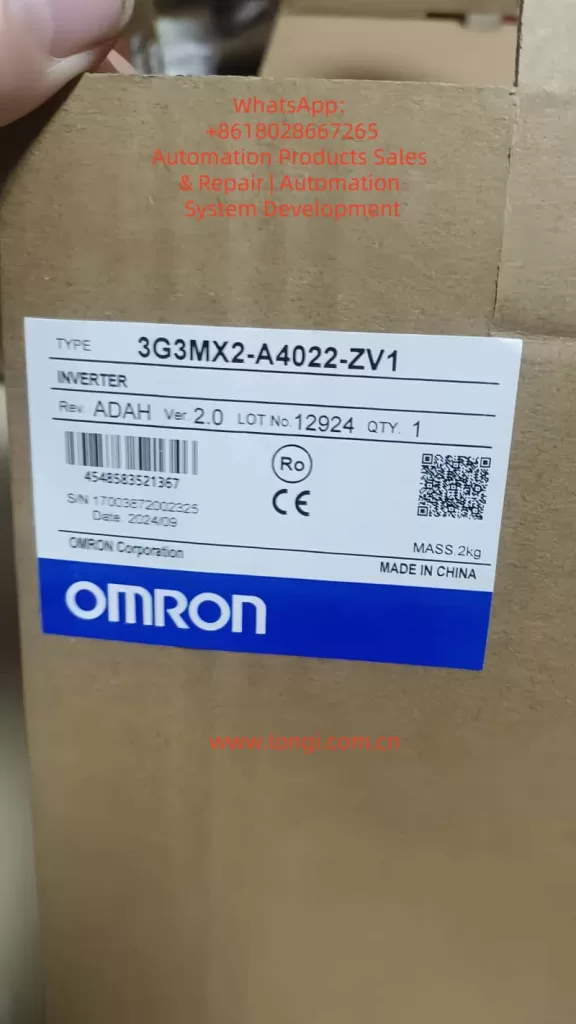 WhatsApp:
+8618028667265
Automation Products Sales
& Repair | Automation
System Development
TYPE 3G3MX2-A4022-ZV1
INVERTER
Rev. ADAH Ver. 2.0 LOT No. 12924 QTY. 1
4548583521367
Ro
CE
S/N 17003872002325
Date. 2024/09
OMRON Corporation
MASS.2kg
MADE IN CHINA
OMRON
www.longi.com.cn